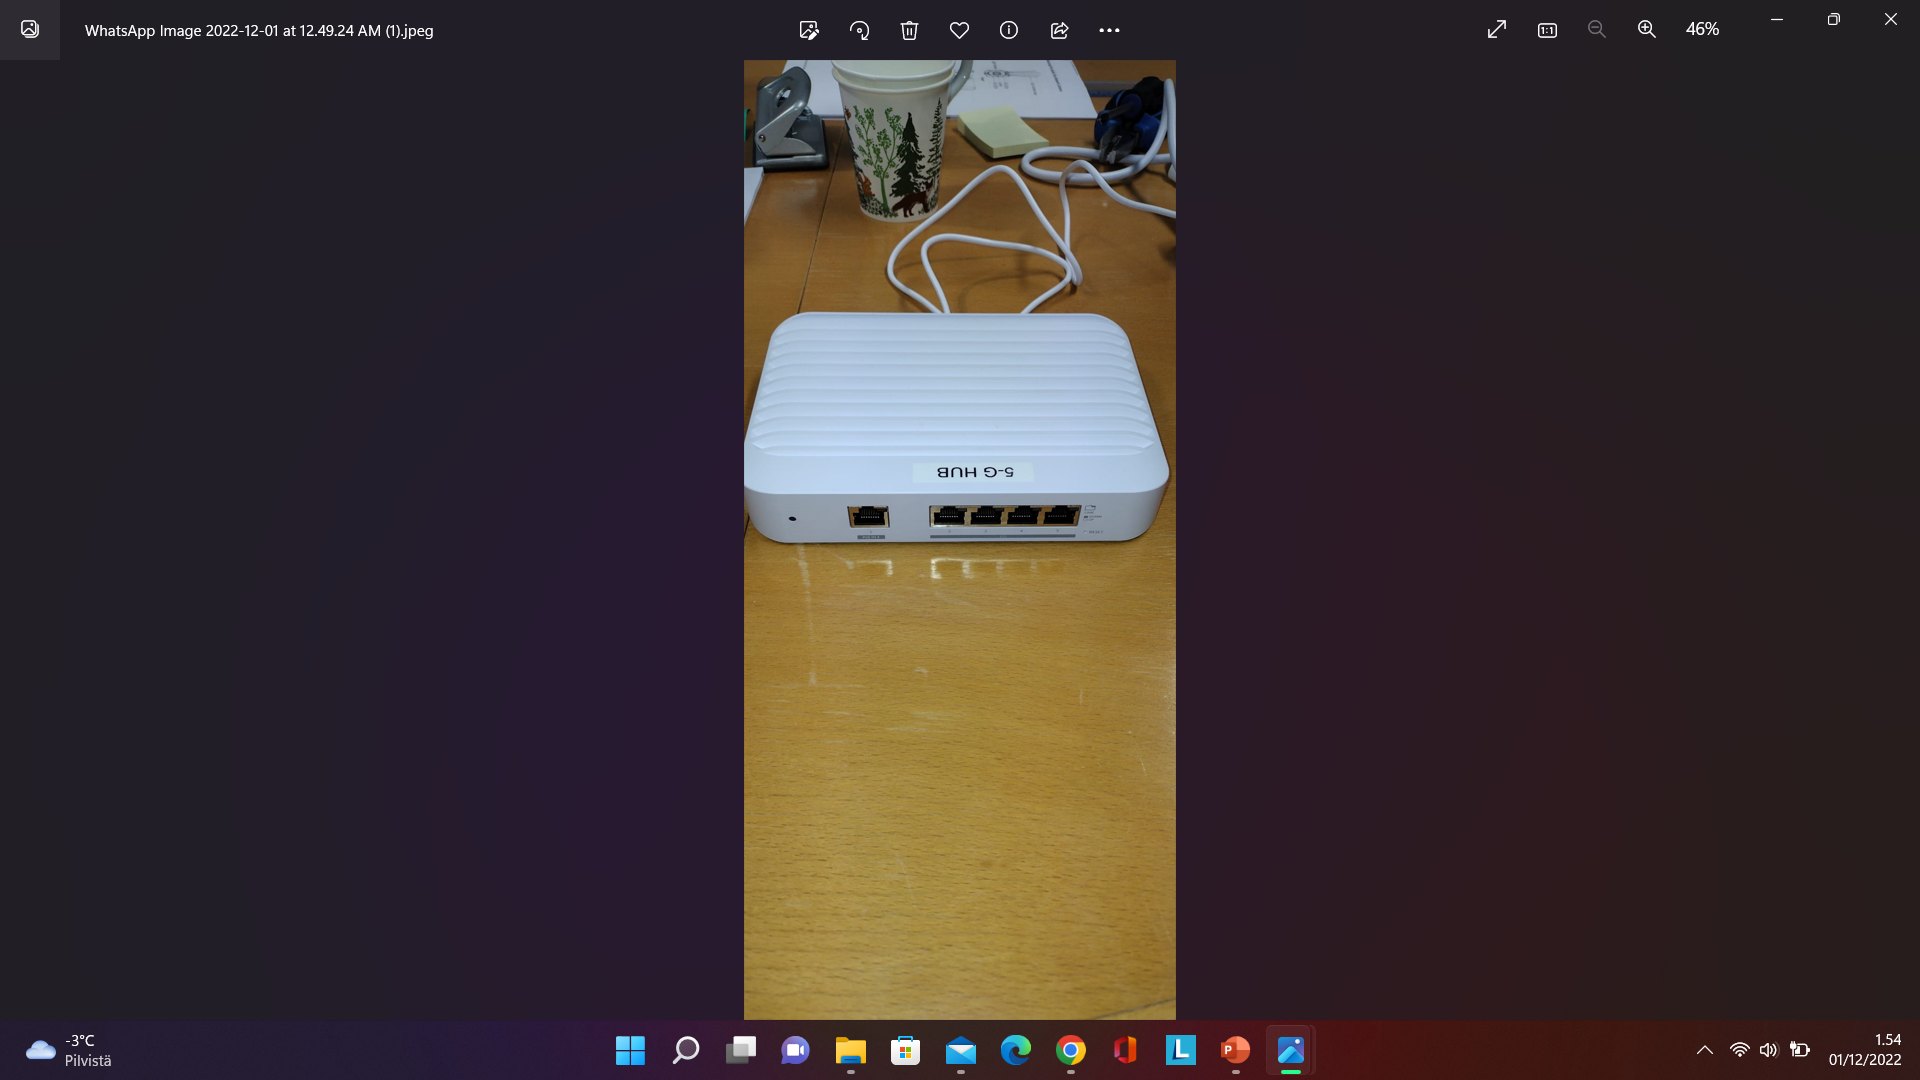 WhatsApp Image 2022-12-01 at 12.49.24 AM (1).jpeg
46%
5-G HUB
-3°C
Pilvistä
1.54
01/12/2022